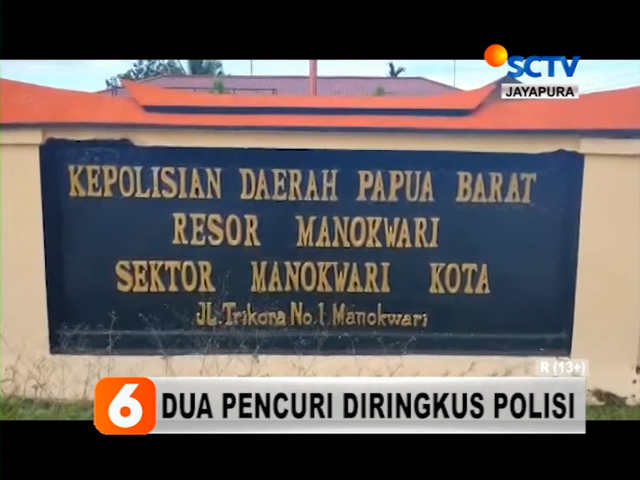 SCTV
JAYAPURA
KEPOLISIAN DAERAH PAPUA BARAT
RESOR MANOKWARI
SEKTOR MANOKWARI KOTA
JL. Trikora No. 1 Manokwari
R (13+)
6 DUA PENCURI DIRINGKUS POLISI